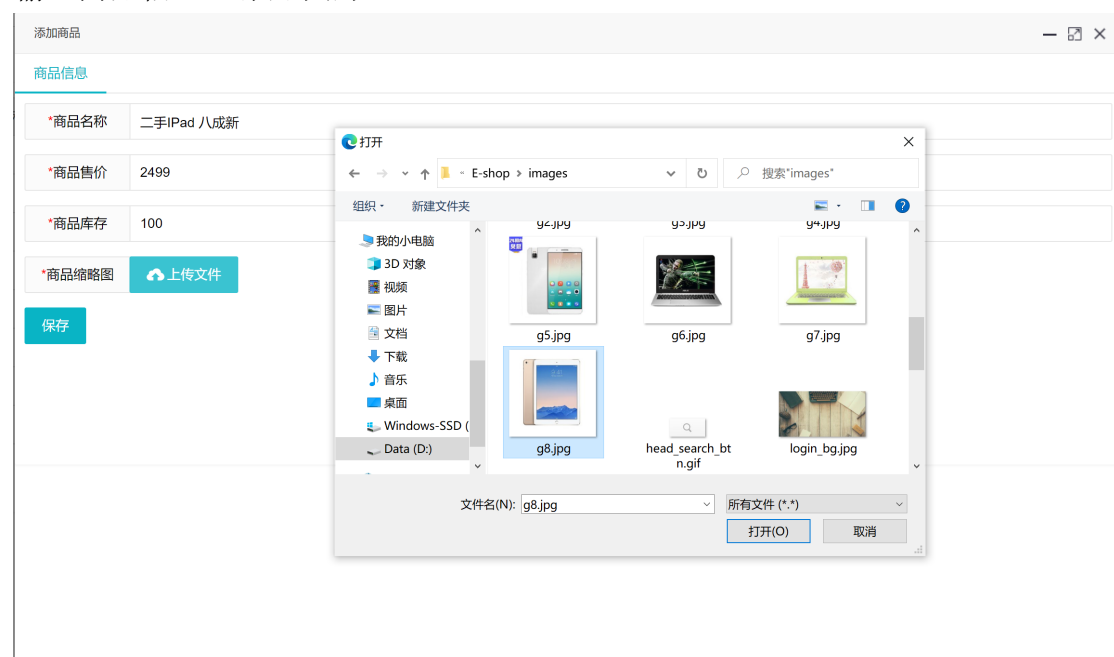 添加商品
商品信息
*商品名称 二手IPad 八成新
*商品售价 2499
*商品库存 100
*商品缩略图 上传文件
保存
打开
« E-shop > images
搜索"images"
组织 新建文件夹
我的小电脑
3D 对象
视频
图片
文档
下载
音乐
桌面
Windows-SSD (
Data (D:)
g2.jpg g3.jpg g4.jpg
g5.jpg g6.jpg g7.jpg
g8.jpg head_search_bt
n.gif login_bg.jpg
文件名(N): g8.jpg 所有文件 (*.*)
打开(O) 取消